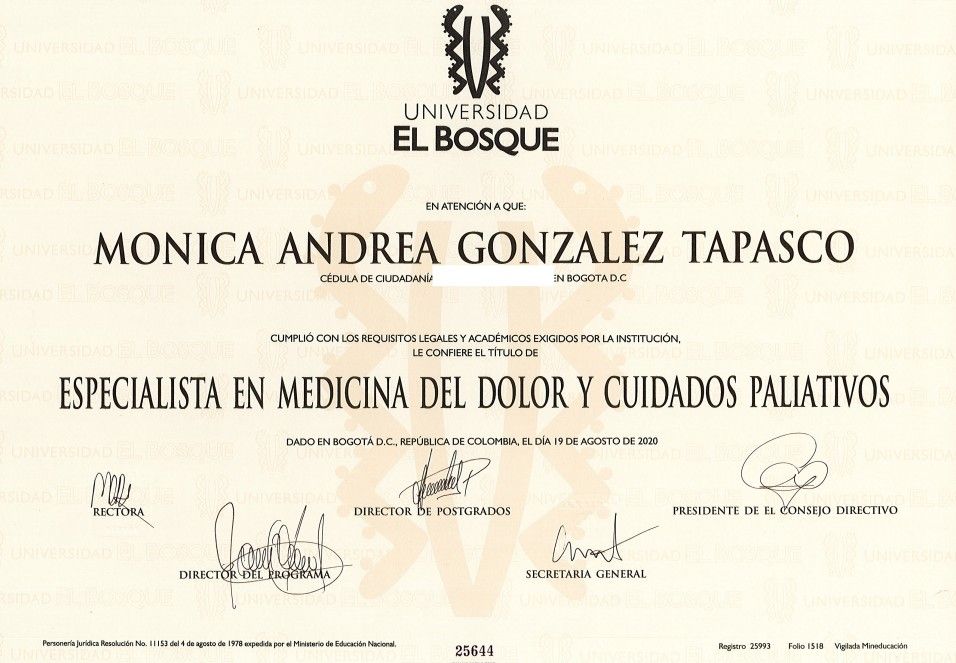 UNIVERSIDAD
EL BOSQUE
EN ATENCIÓN A QUE:
MONICA ANDREA GONZALEZ TAPASCO
CÉDULA DE CIUDADANÍA EN BOGOTA D.C
CUMPLIÓ CON LOS REQUISITOS LEGALES Y ACADÉMICOS EXIGIDOS POR LA INSTITUCIÓN,
LE CONFIERE EL TÍTULO DE
ESPECIALISTA EN MEDICINA DEL DOLOR Y CUIDADOS PALIATIVOS
DADO EN BOGOTÁ D.C., REPÚBLICA DE COLOMBIA, EL DÍA 19 DE AGOSTO DE 2020
RECTORA
DIRECTOR DE POSTGRADOS
PRESIDENTE DE EL CONSEJO DIRECTIVO
DIRECTOR DEL PROGRAMA
SECRETARIA GENERAL
Personería Jurídica Resolución No. 11153 del 4 de agosto de 1978 expedida por el Ministerio de Educación Nacional.
25644
Registro 25993 Folio 1518 Vigilada Mineducación